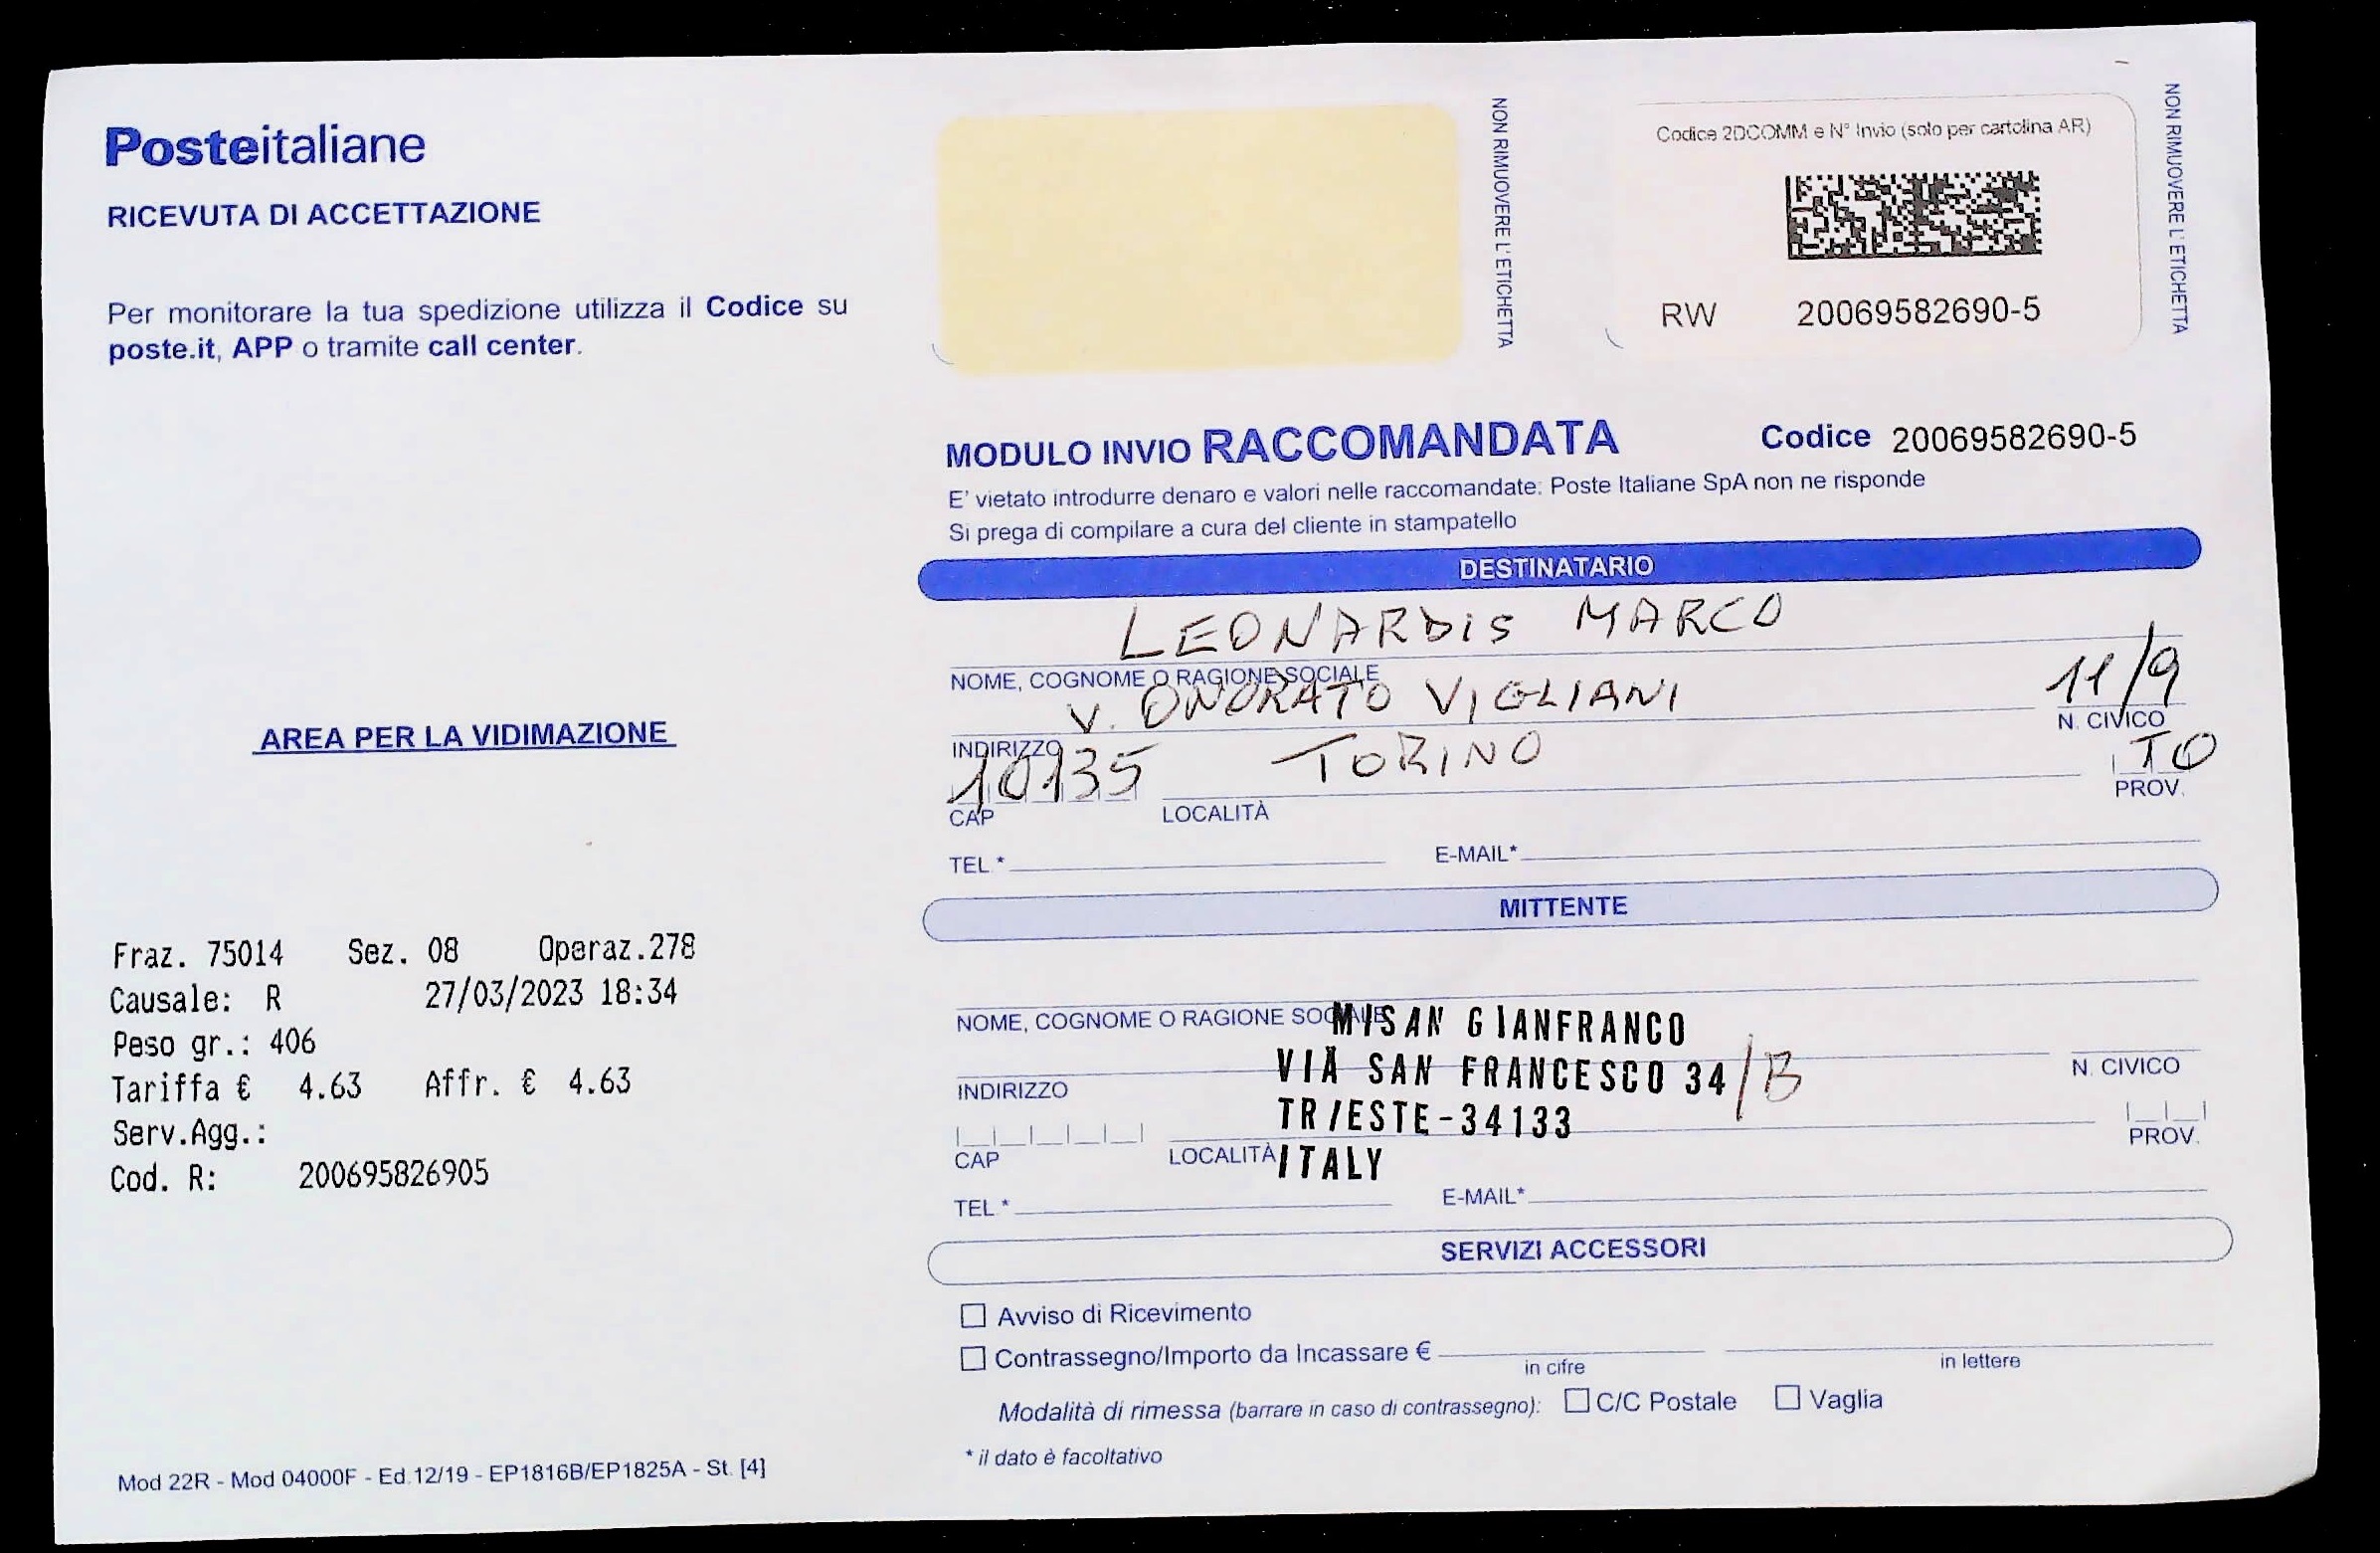 Posteitaliane
RICEVUTA DI ACCETTAZIONE
Per monitorare la tua spedizione utilizza il Codice su
poste.it, APP o tramite call center.
AREA PER LA VIDIMAZIONE
Fraz. 75014 Sez. 08 Operaz.278
Causale: R 27/03/2023 18:34
Peso gr.: 406
Tariffa € 4.63 Affr. € 4.63
Serv.Agg.:
Cod. R: 200695826905
Mod 22R - Mod 04000F - Ed.12/19 - EP1816B/EP1825A - St. [4]
NON RIMUOVERE L' ETICHETTA
Codice 2DCOMM e N° Invio (solo per cartolina AR)
RW 20069582690-5
NON RIMUOVERE L' ETICHETTA
MODULO INVIO RACCOMANDATA Codice 20069582690-5
E' vietato introdurre denaro e valori nelle raccomandate: Poste Italiane SpA non ne risponde
Si prega di compilare a cura del cliente in stampatello
DESTINATARIO
LEONARDIS MARCO
NOME, COGNOME O RAGIONE SOCIALE
V. ONORATO VIGLIANI 11/9
INDIRIZZO N. CIVICO
10135 TORINO TO
CAP LOCALITÀ PROV.
TEL.* E-MAIL*
MITTENTE
NOME, COGNOME O RAGIONE SOCIALE
MISAN GIANFRANCO
VIA SAN FRANCESCO 34/B
INDIRIZZO N. CIVICO
TRIESTE-34133
CAP LOCALITÀ PROV.
ITALY
TEL.* E-MAIL*
SERVIZI ACCESSORI
Avviso di Ricevimento
Contrassegno/Importo da Incassare €
in cifre in lettere
Modalità di rimessa (barrare in caso di contrassegno): C/C Postale Vaglia
* il dato è facoltativo